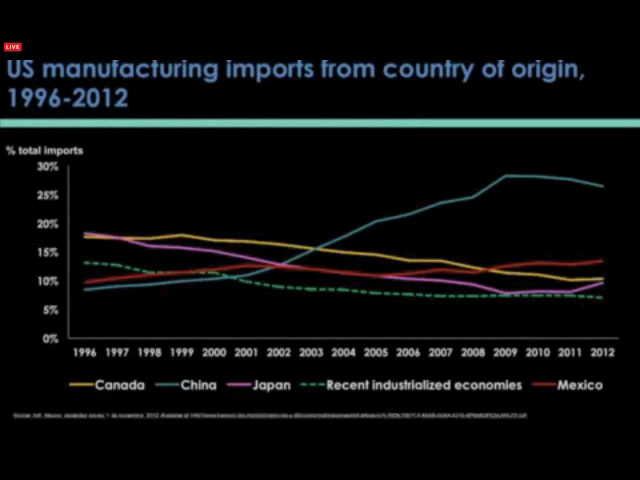 LIVE
US manufacturing imports from country of origin,
1996-2012
% total imports
30%
25%
20%
15%
10%
5%
0%
1996 1997 1998 1999 2000 2001 2002 2003 2004 2005 2006 2007 2008 2009 2010 2011 2012
Canada China Japan Recent industrialized economies Mexico